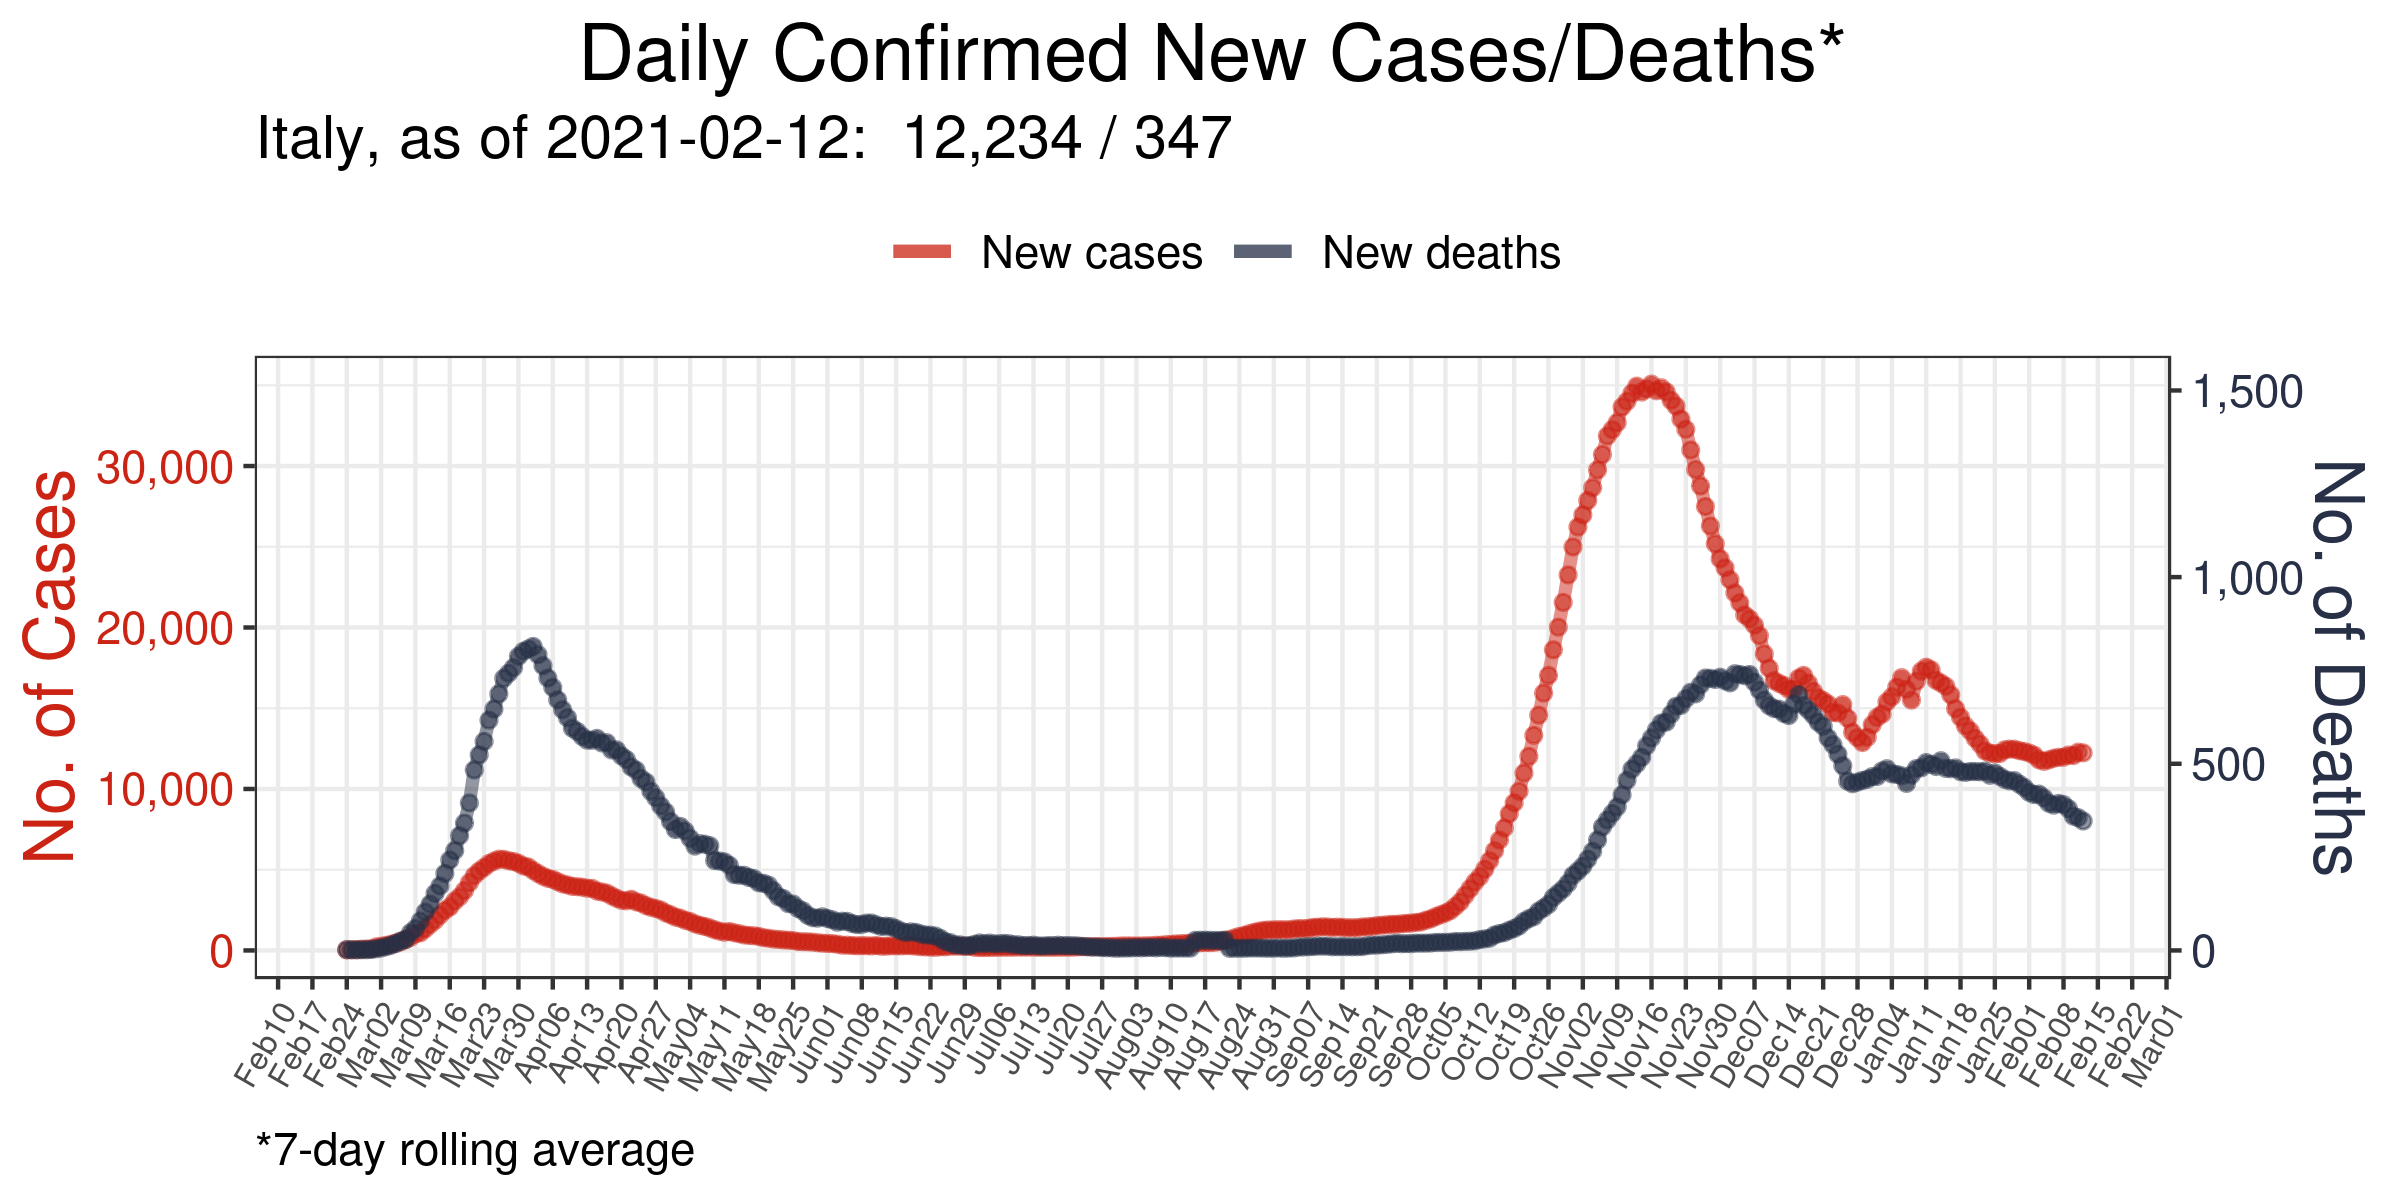 Daily Confirmed New Cases/Deaths*
Italy, as of 2021-02-12:  12,234 / 347
New cases
New deaths
No. of Cases
30,000
20,000
10,000
0
1,500
1,000
500
0
No. of Deaths
Feb10
Feb17
Feb24
Mar02
Mar09
Mar16
Mar23
Mar30
Apr06
Apr13
Apr20
Apr27
May04
May11
May18
May25
Jun01
Jun08
Jun15
Jun22
Jun29
Jul06
Jul13
Jul20
Jul27
Aug03
Aug10
Aug17
Aug24
Aug31
Sep07
Sep14
Sep21
Sep28
Oct05
Oct12
Oct19
Oct26
Nov02
Nov09
Nov16
Nov23
Nov30
Dec07
Dec14
Dec21
Dec28
Jan04
Jan11
Jan18
Jan25
Feb01
Feb08
Feb15
Feb22
Mar01
*7-day rolling average